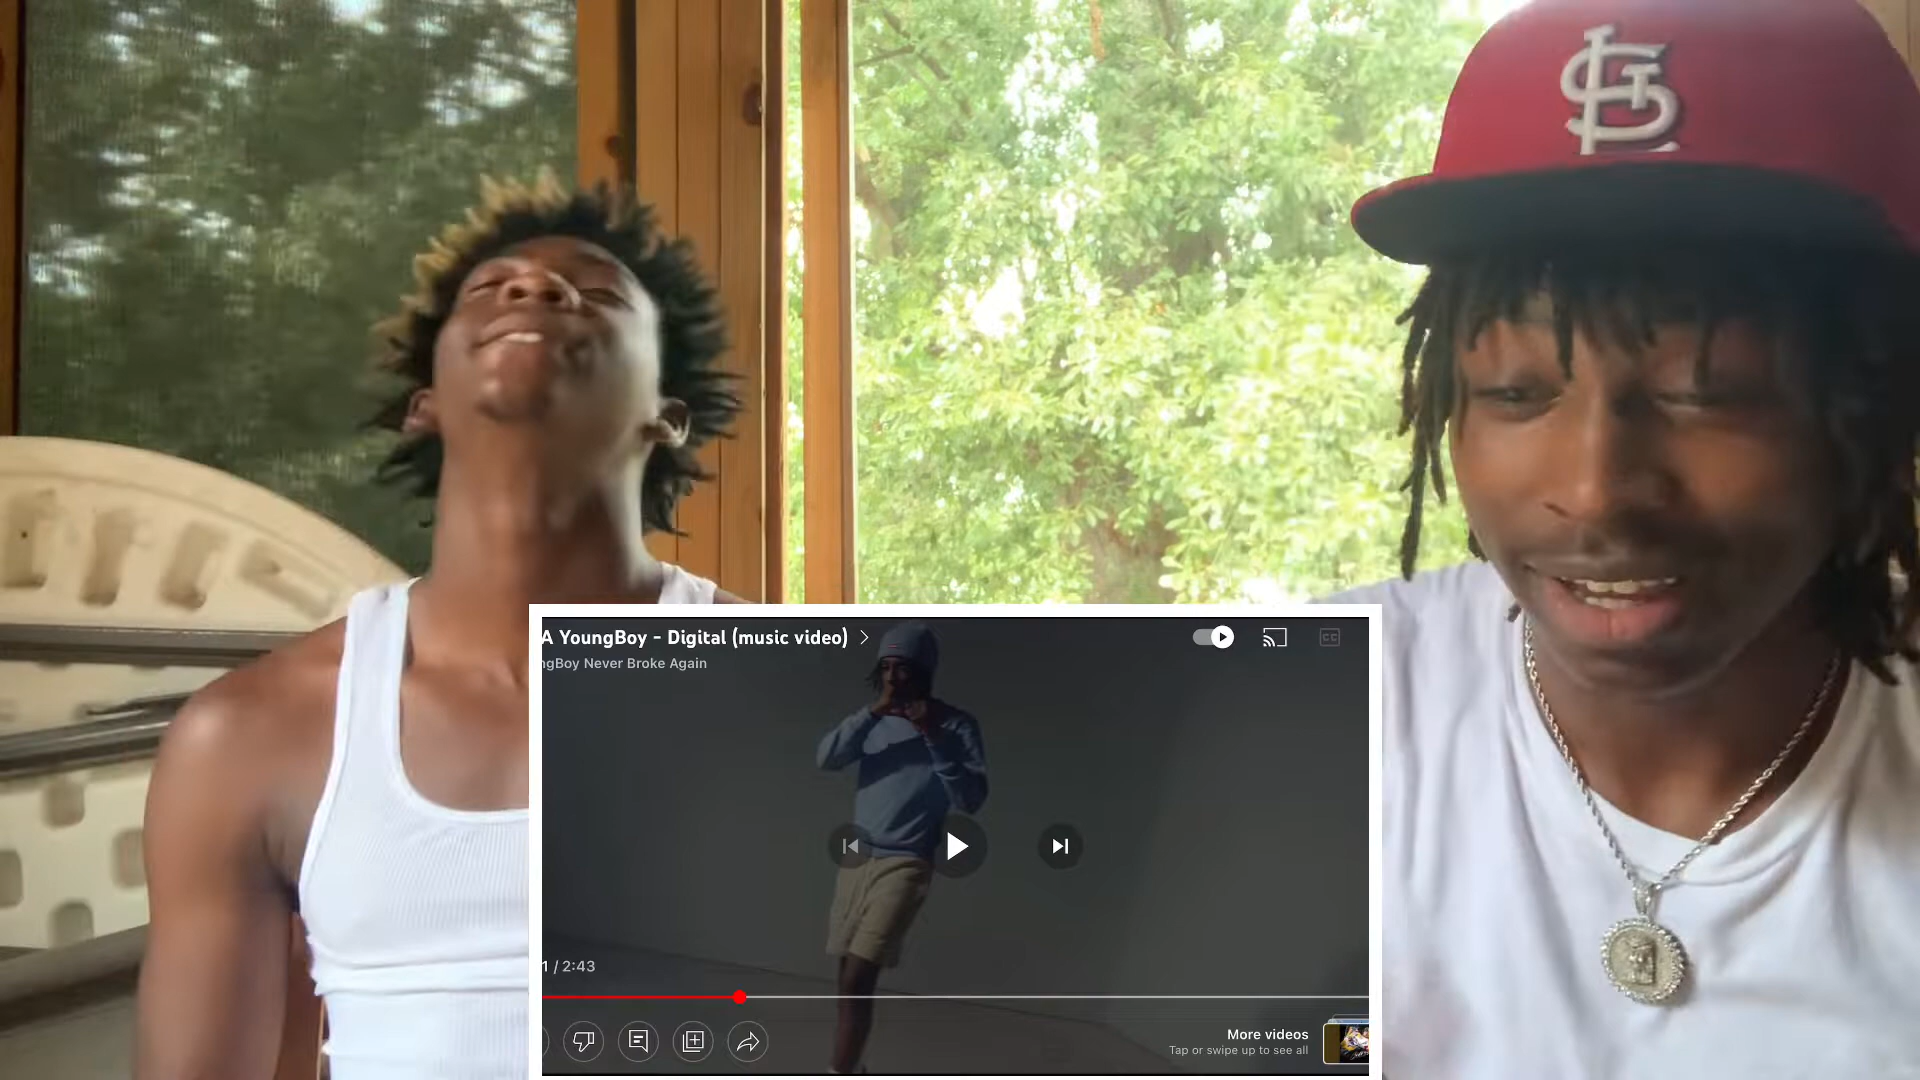 STL
A YoungBoy - Digital (music video)
ngBoy Never Broke Again
CC
1 / 2:43
More videos
Tap or swipe up to see all